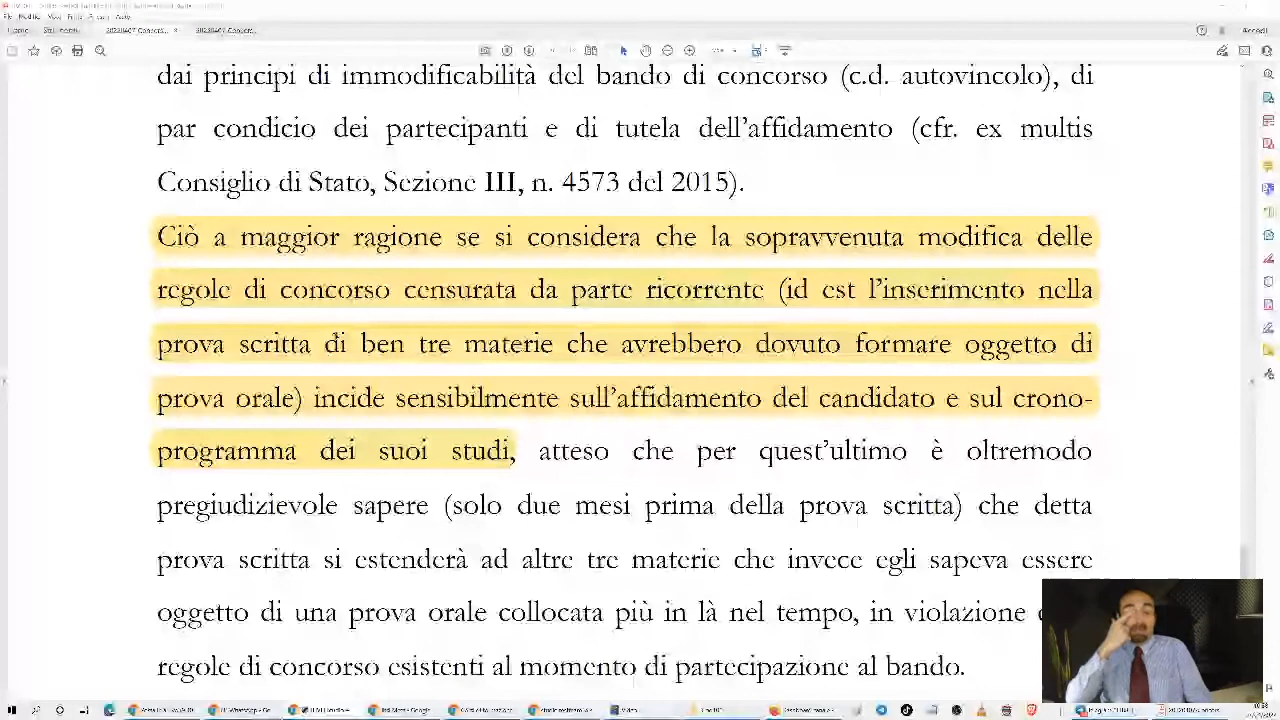 dai principi di immodificabilità del bando di concorso (c.d. autovincolo), di
par condicio dei partecipanti e di tutela dell'affidamento (cfr. ex multis
Consiglio di Stato, Sezione III, n. 4573 del 2015).
Ciò a maggior ragione se si considera che la sopravvenuta modifica delle
regole di concorso censurata da parte ricorrente (id est l'inserimento nella
prova scritta di ben tre materie che avrebbero dovuto formare oggetto di
prova orale) incide sensibilmente sull'affidamento del candidato e sul crono-
programma dei suoi studi, atteso che per quest'ultimo è oltremodo
pregiudizievole sapere (solo due mesi prima della prova scritta) che detta
prova scritta si estenderà ad altre tre materie che invece egli sapeva essere
oggetto di una prova orale collocata più in là nel tempo, in violazione
regole di concorso esistenti al momento di partecipazione al bando.